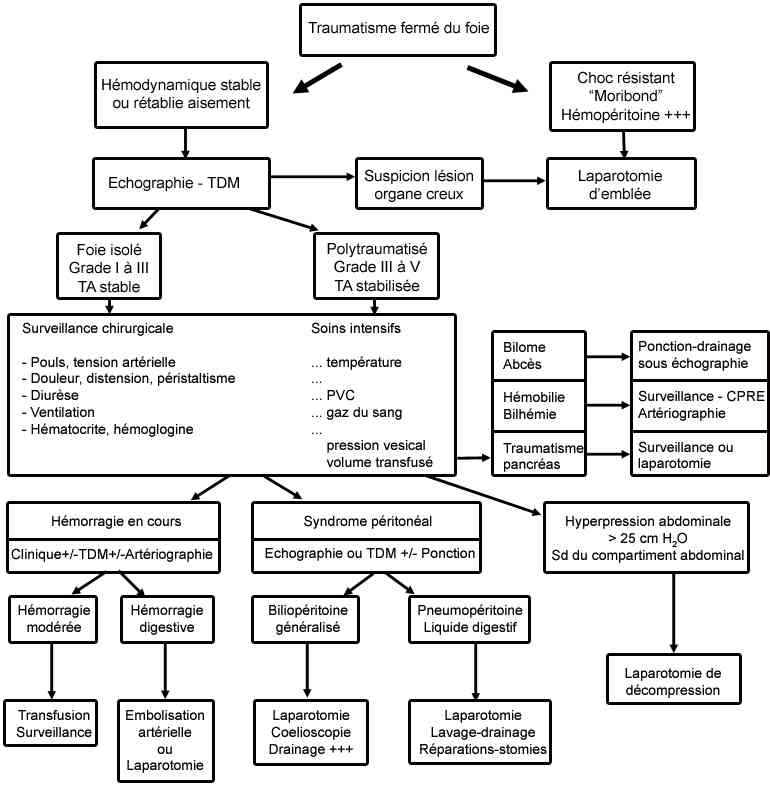 Traumatisme fermé du foie
Hémodynamique stable
ou rétablie aisement
Choc résistant
“Moribond”
Hémopéritoine +++
Echographie - TDM
Suspicion lésion
organe creux
Laparotomie
d’emblée
Foie isolé
Grade I à III
TA stable
Polytraumatisé
Grade III à V
TA stabilisée
Surveillance chirurgicale
- Pouls, tension artérielle
- Douleur, distension, péristaltisme
- Diurèse
- Ventilation
- Hématocrite, hémoglogine
Soins intensifs
... température
...
... PVC
... gaz du sang
...
pression vesical
volume transfusé
Bilome
Abcès
Ponction-drainage
sous échographie
Hémobilie
Bilhémie
Surveillance - CPRE
Artériographie
Traumatisme
pancréas
Surveillance ou
laparotomie
Hémorragie en cours
Clinique+/-TDM+/-Artériographie
Syndrome péritonéal
Echographie ou TDM +/- Ponction
Hyperpression abdominale
> 25 cm H2O
Sd du compartiment abdominal
Hémorragie
modérée
Hémorragie
digestive
Biliopéritoine
généralisé
Pneumopéritoine
Liquide digestif
Laparotomie de
décompression
Transfusion
Surveillance
Embolisation
artérielle
ou
Laparotomie
Laparotomie
Coelioscopie
Drainage +++
Laparotomie
Lavage-drainage
Réparations-stomies